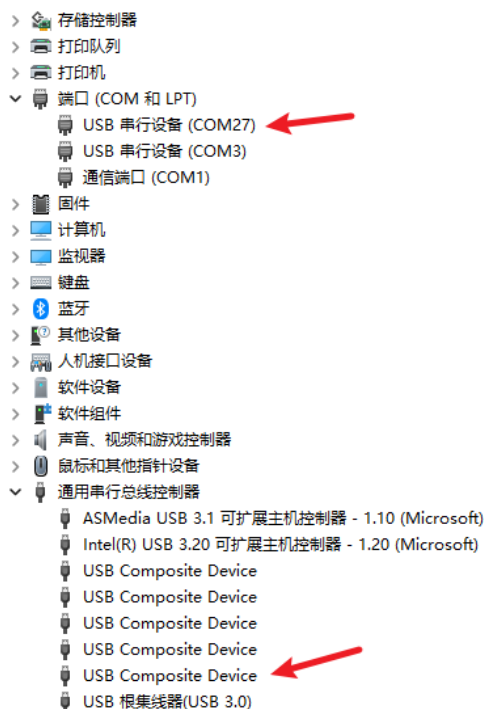 存储控制器
打印队列
打印机
端口 (COM 和 LPT)
USB 串行设备 (COM27)
USB 串行设备 (COM3)
通信端口 (COM1)
固件
计算机
监视器
键盘
蓝牙
其他设备
人机接口设备
软件设备
软件组件
声音、视频和游戏控制器
鼠标和其他指针设备
通用串行总线控制器
ASMedia USB 3.1 可扩展主机控制器 - 1.10 (Microsoft)
Intel(R) USB 3.20 可扩展主机控制器 - 1.20 (Microsoft)
USB Composite Device
USB Composite Device
USB Composite Device
USB Composite Device
USB Composite Device
USB 根集线器(USB 3.0)